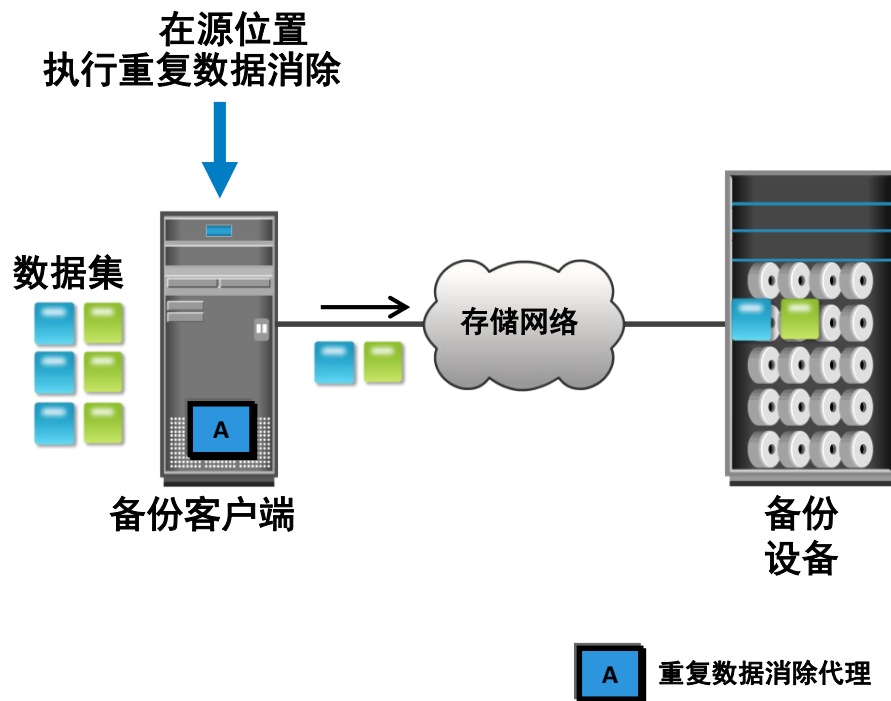 在源位置
执行重复数据消除
数据集
存储网络
A
备份客户端
备份
设备
A 重复数据消除代理